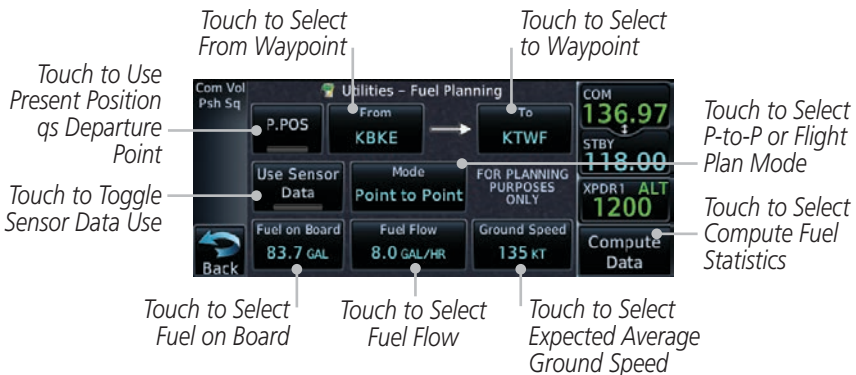 Touch to Select
From Waypoint
Touch to Select
to Waypoint
Touch to Use
Present Position
qs Departure
Point
Touch to Toggle
Sensor Data Use
Com Vol
Psh Sq
Utilities – Fuel Planning
P.POS
From
KBKE
To
KTWF
Use Sensor
Data
Mode
Point to Point
FOR PLANNING
PURPOSES
ONLY
Back
Fuel on Board
83.7 GAL
Fuel Flow
8.0 GAL/HR
Ground Speed
135 KT
COM
136.97
STBY
118.00
XPDR1 ALT
1200
Compute
Data
Touch to Select
P-to-P or Flight
Plan Mode
Touch to Select
Compute Fuel
Statistics
Touch to Select
Fuel on Board
Touch to Select
Fuel Flow
Touch to Select
Expected Average
Ground Speed